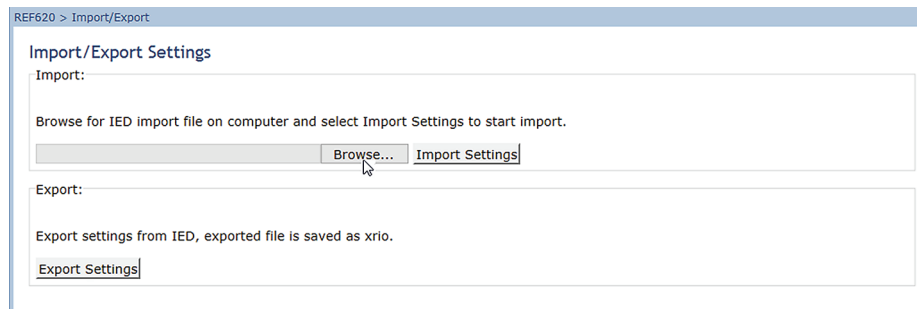 REF620 > Import/Export
Import/Export Settings
Import:
Browse for IED import file on computer and select Import Settings to start import.
Browse... Import Settings
Export:
Export settings from IED, exported file is saved as xrio.
Export Settings